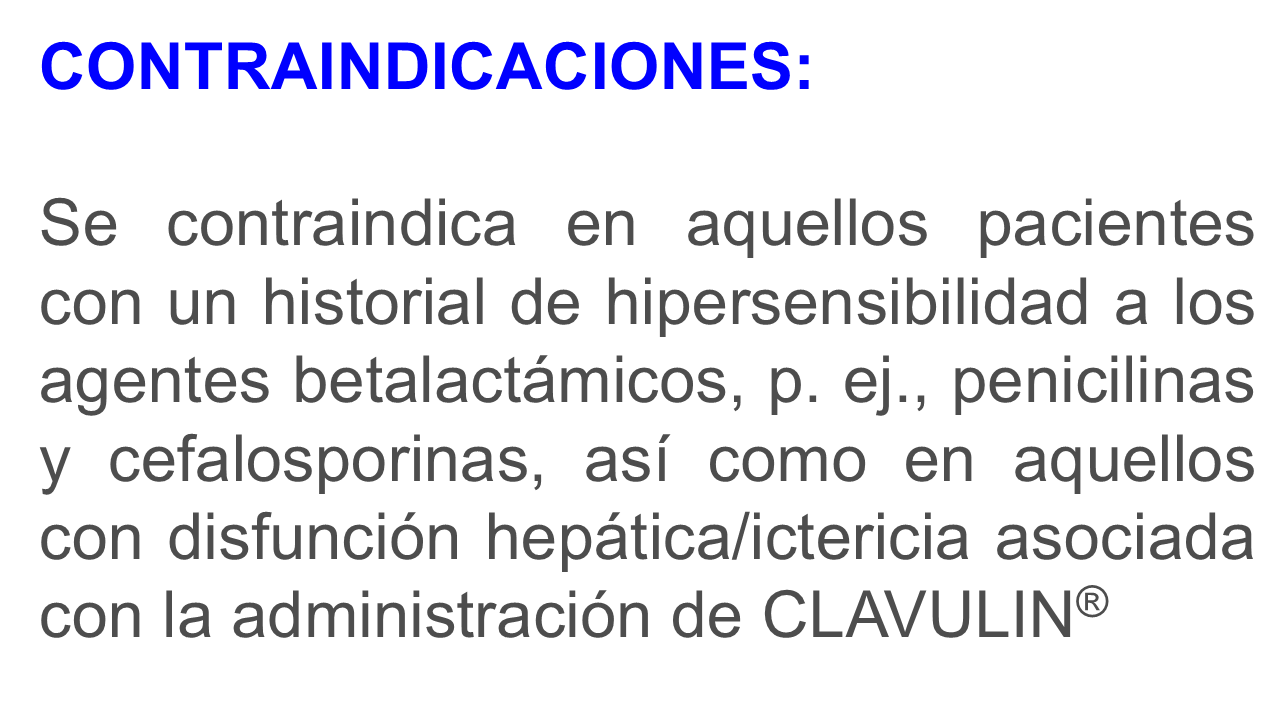 CONTRAINDICACIONES:
Se contraindica en aquellos pacientes
con un historial de hipersensibilidad a los
agentes betalactámicos, p. ej., penicilinas
y cefalosporinas, así como en aquellos
con disfunción hepática/ictericia asociada
con la administración de CLAVULIN®